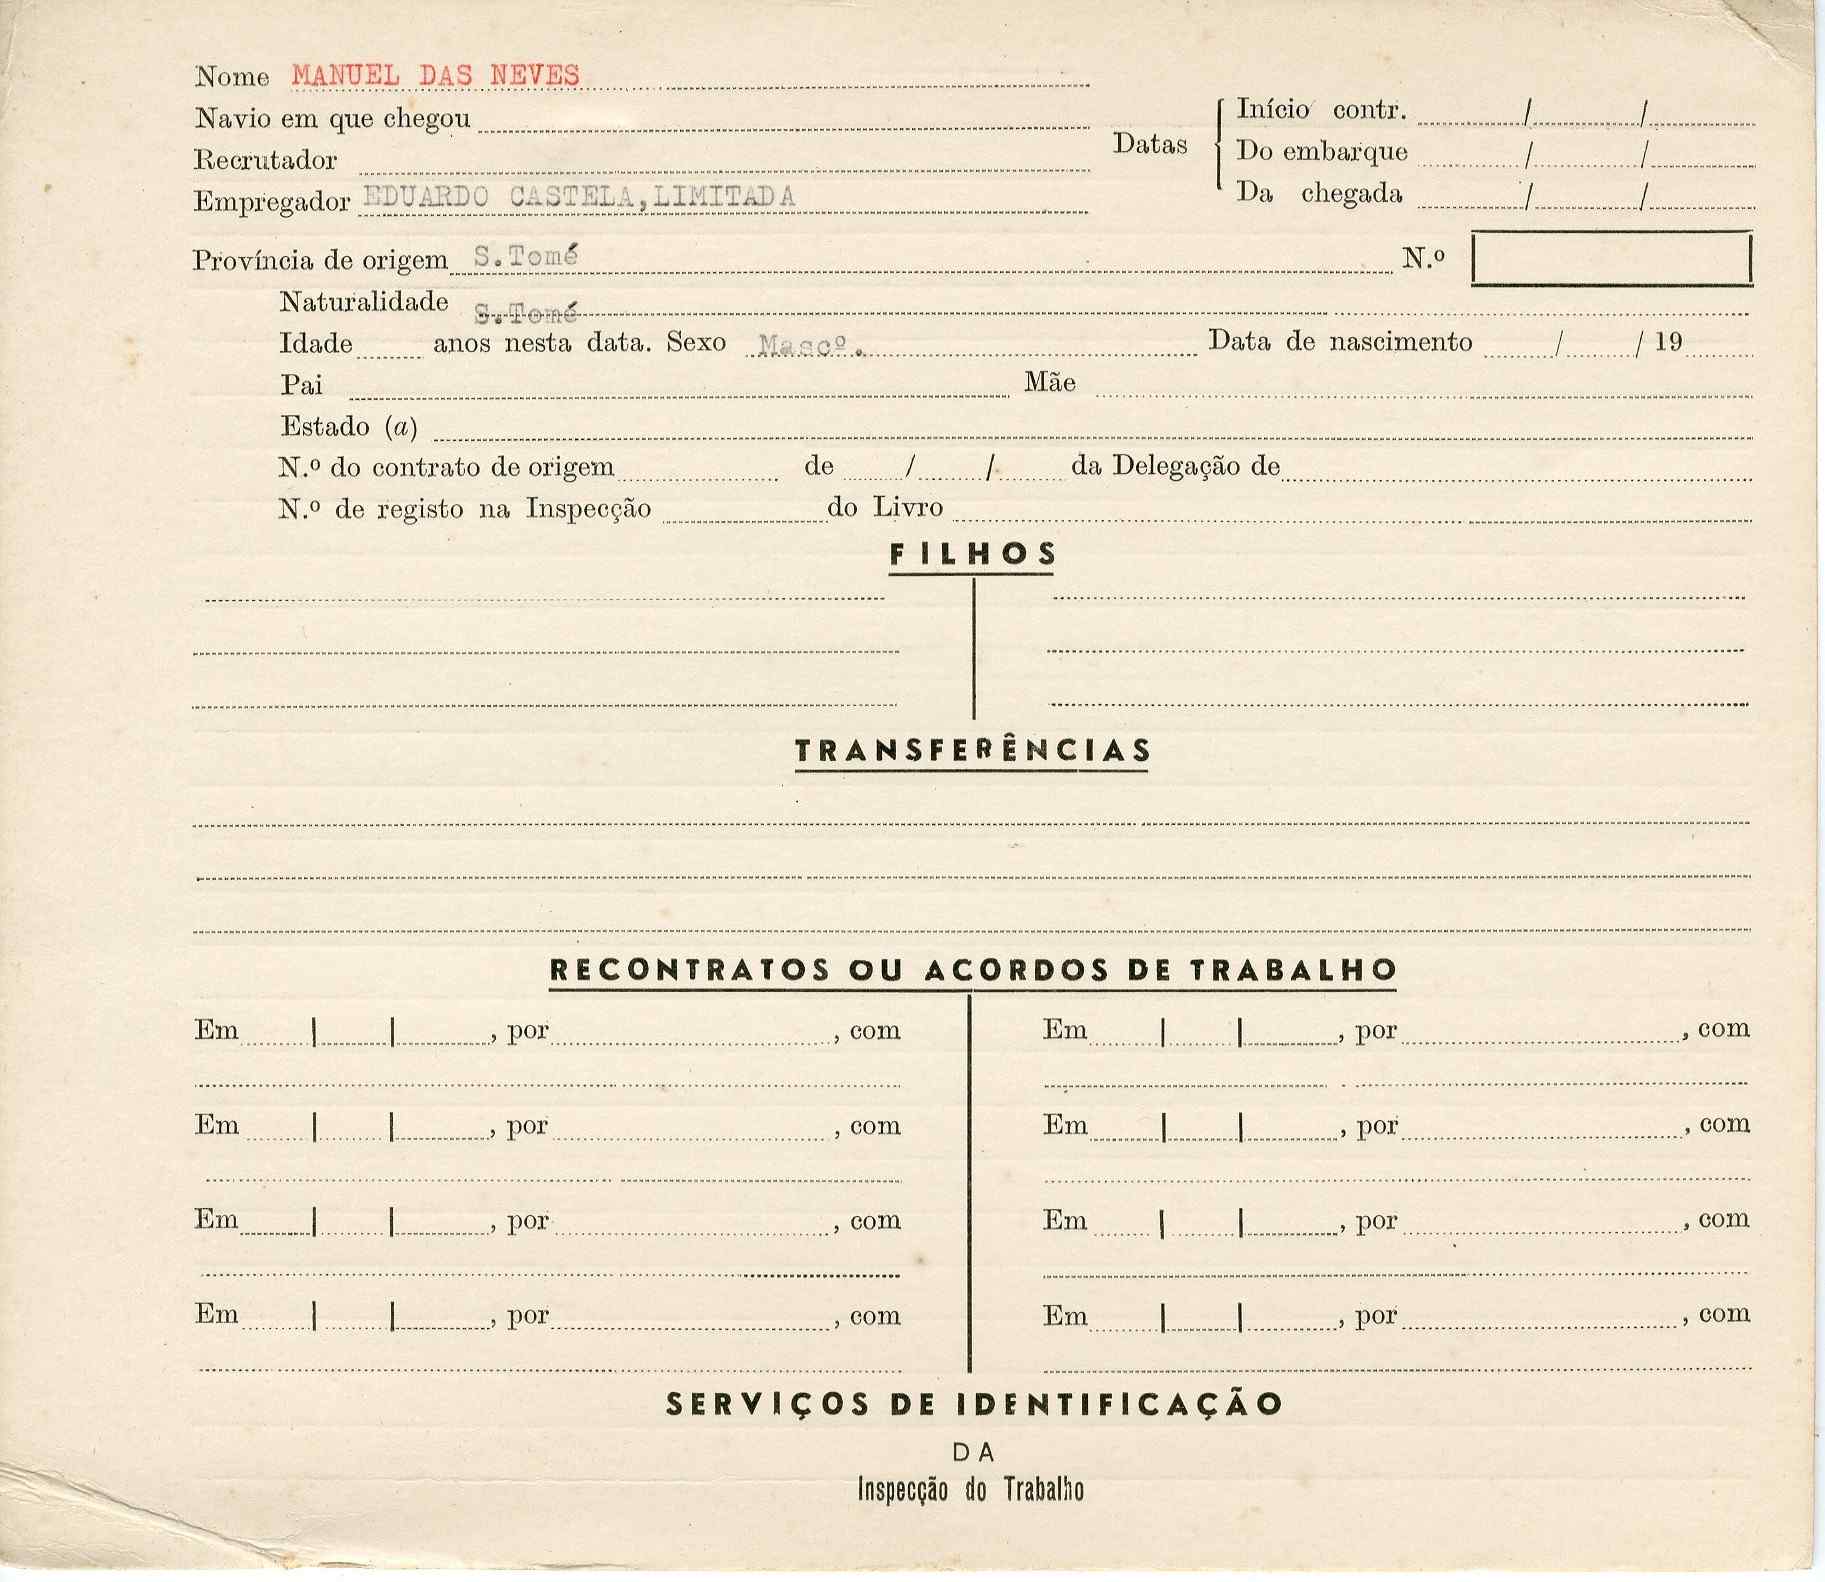 Nome MANUEL DAS NEVES
Navio em que chegou
Recrutador
Empregador EDUARDO CASTELA,LIMITADA
Datas
Início contr. / /
Do embarque / /
Da chegada / /
Província de origem S.Tomé N.º
Naturalidade S.Tomé
Idade anos nesta data. Sexo Mascº. Data de nascimento / / 19
Pai Mãe
Estado (a)
N.º do contrato de origem de / / da Delegação de
N.º de registo na Inspecção do Livro
FILHOS
TRANSFERÊNCIAS
RECONTRATOS OU ACORDOS DE TRABALHO
Em | | , por , com Em | | , por , com
Em | | , por , com Em | | , por , com
Em | | , por , com Em | | , por , com
Em | | , por , com Em | | , por , com
SERVIÇOS DE IDENTIFICAÇÃO
DA
Inspecção do Trabalho